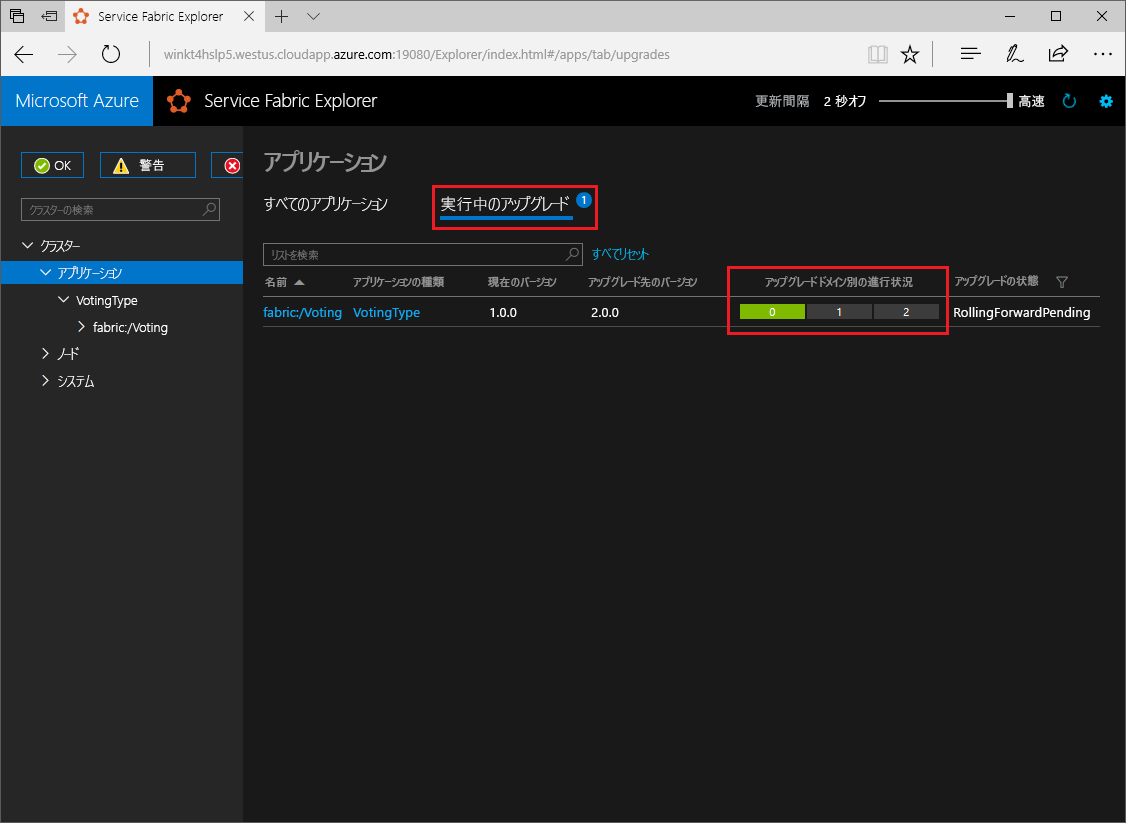 Service Fabric Explorer
winkt4hslp5.westus.cloudapp.azure.com:19080/Explorer/index.html#/apps/tab/upgrades
Microsoft Azure
Service Fabric Explorer
更新間隔 2 秒オフ 高速
OK 警告
クラスターの検索
クラスター
アプリケーション
VotingType
fabric:/Voting
ノード
システム
アプリケーション
すべてのアプリケーション 実行中のアップグレード 1
リストを検索 すべてリセット
名前 アプリケーションの種類 現在のバージョン アップグレード先のバージョン アップグレードドメイン別の進行状況 アップグレードの状態
fabric:/Voting VotingType 1.0.0 2.0.0 0 1 2 RollingForwardPending